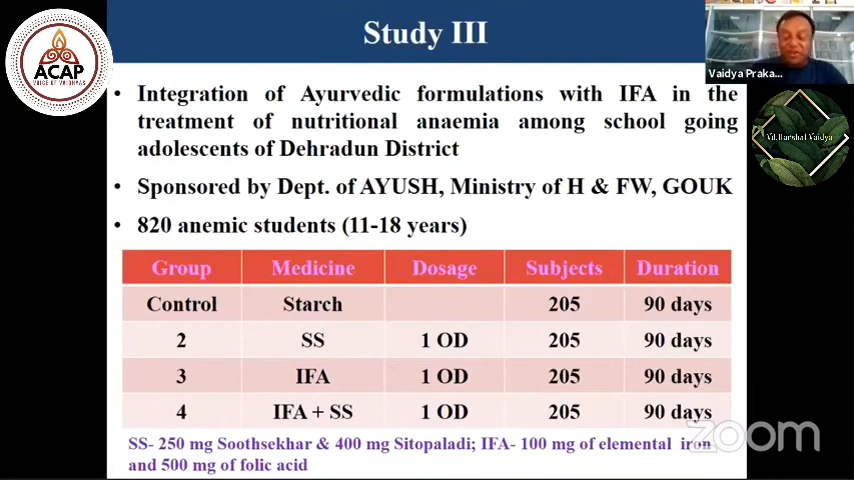 Study III
ACAP
VOICE OF VAIDHYAS
Vaidya Praka...
Vd.Harshal Vaidya
• Integration of Ayurvedic formulations with IFA in the
treatment of nutritional anaemia among school going
adolescents of Dehradun District
• Sponsored by Dept. of AYUSH, Ministry of H & FW, GOUK
• 820 anemic students (11-18 years)
Group Medicine Dosage Subjects Duration
Control Starch 205 90 days
2 SS 1 OD 205 90 days
3 IFA 1 OD 205 90 days
4 IFA + SS 1 OD 205 90 days
zoom
SS- 250 mg Soothsekhar & 400 mg Sitopaladi; IFA- 100 mg of elemental iron
and 500 mg of folic acid